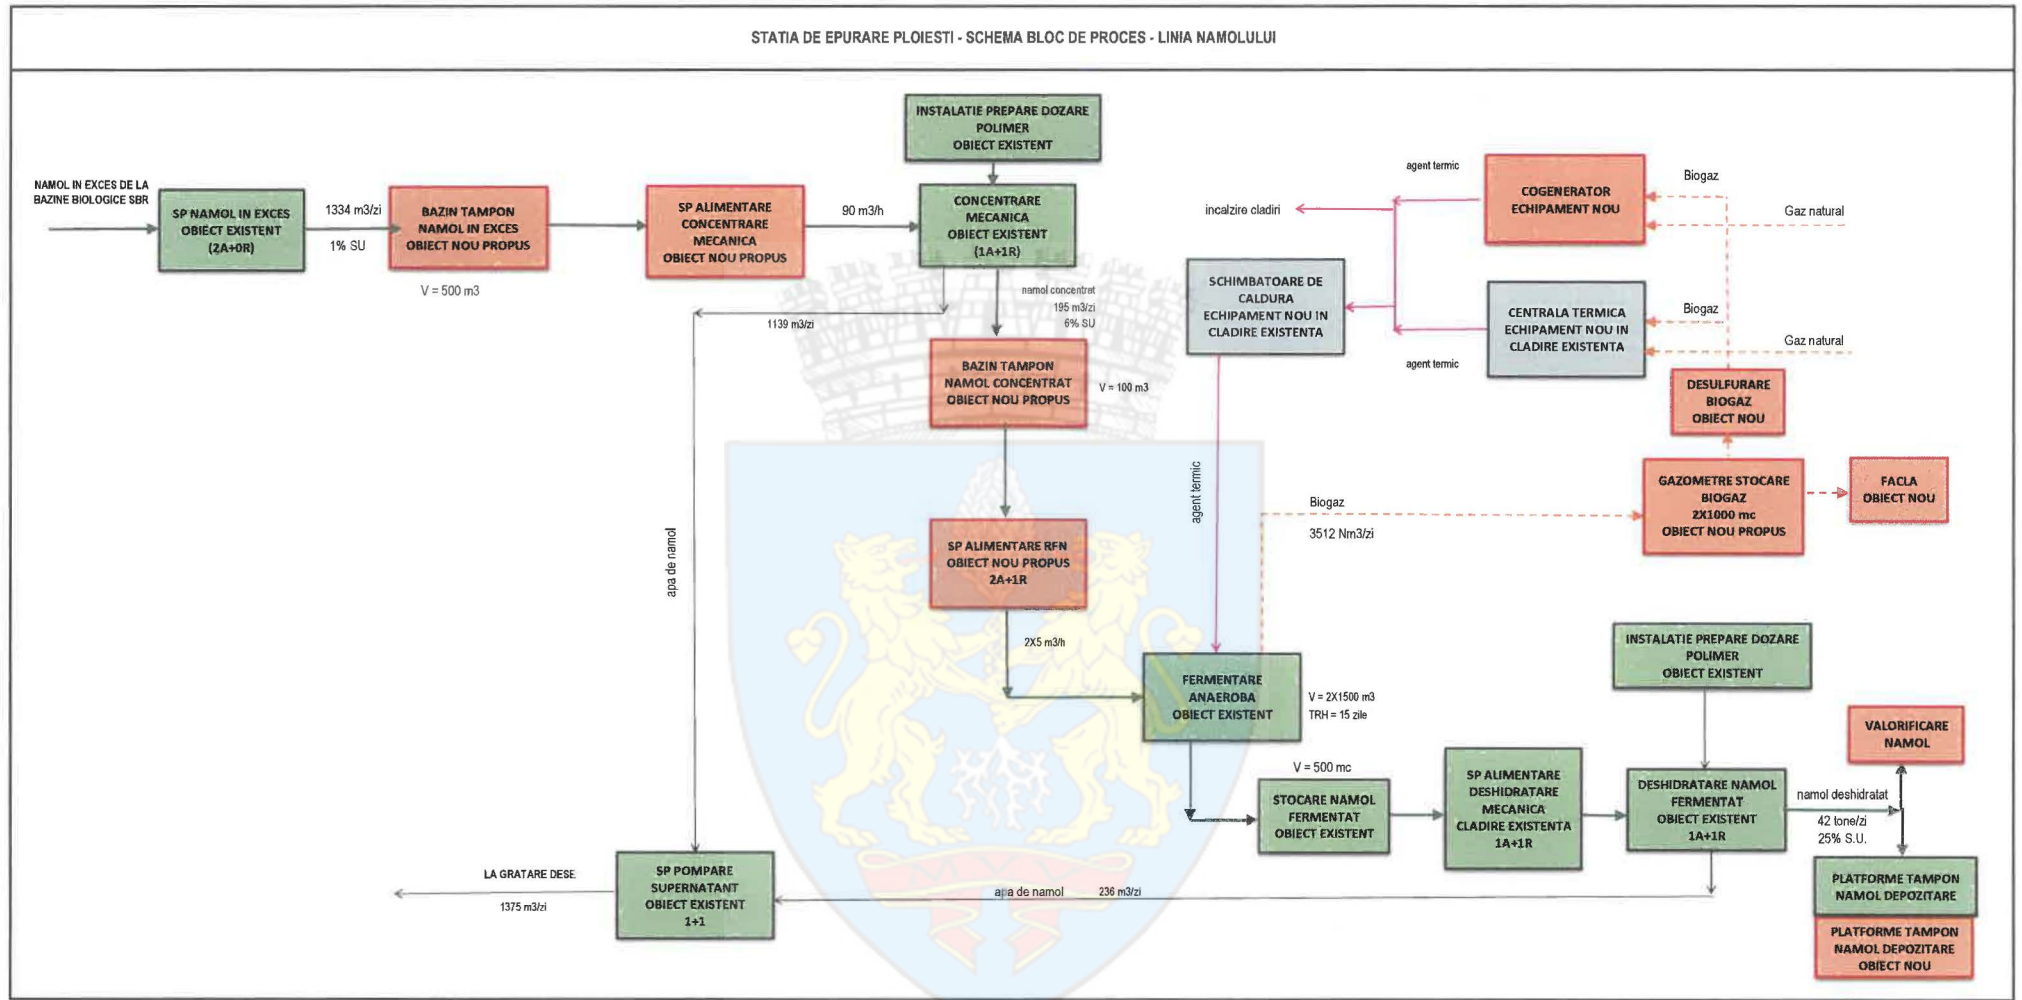 STATIA DE EPURARE PLOIESTI - SCHEMA BLOC DE PROCES - LINIA NAMOLULUI
NAMOL IN EXCES DE LA
BAZINE BIOLOGICE SBR
SP NAMOL IN EXCES
OBIECT EXISTENT
(2A+0R)
1334 m3/zi
1% SU
BAZIN TAMPON
NAMOL IN EXCES
OBIECT NOU PROPUS
V = 500 m3
SP ALIMENTARE
CONCENTRARE
MECANICA
OBIECT NOU PROPUS
90 m3/h
INSTALATIE PREPARE DOZARE
POLIMER
OBIECT EXISTENT
CONCENTRARE
MECANICA
OBIECT EXISTENT
(1A+1R)
namol concentrat
195 m3/zi
6% SU
1139 m3/zi
BAZIN TAMPON
NAMOL CONCENTRAT
OBIECT NOU PROPUS
V = 100 m3
SP ALIMENTARE RFN
OBIECT NOU PROPUS
2A+1R
2X5 m3/h
apa de namol
agent termic
COGENERATOR
ECHIPAMENT NOU
Biogaz
Gaz natural
incalzire cladiri
SCHIMBATOARE DE
CALDURA
ECHIPAMENT NOU IN
CLADIRE EXISTENTA
CENTRALA TERMICA
ECHIPAMENT NOU IN
CLADIRE EXISTENTA
Biogaz
Gaz natural
agent termic
DESULFURARE
BIOGAZ
OBIECT NOU
GAZOMETRE STOCARE
BIOGAZ
2X1000 mc
OBIECT NOU PROPUS
FACLA
OBIECT NOU
agent termic
Biogaz
3512 Nm3/zi
FERMENTARE
ANAEROBA
OBIECT EXISTENT
V = 2X1500 m3
TRH = 15 zile
INSTALATIE PREPARE DOZARE
POLIMER
OBIECT EXISTENT
V = 500 mc
STOCARE NAMOL
FERMENTAT
OBIECT EXISTENT
SP ALIMENTARE
DESHIDRATARE
MECANICA
CLADIRE EXISTENTA
1A+1R
DESHIDRATARE NAMOL
FERMENTAT
OBIECT EXISTENT
1A+1R
namol deshidratat
42 tone/zi
25% S.U.
VALORIFICARE
NAMOL
PLATFORME TAMPON
NAMOL DEPOZITARE
PLATFORME TAMPON
NAMOL DEPOZITARE
OBIECT NOU
LA GRATARE DESE.
1375 m3/zi
SP POMPARE
SUPERNATANT
OBIECT EXISTENT
1+1
apa de namol 236 m3/zi